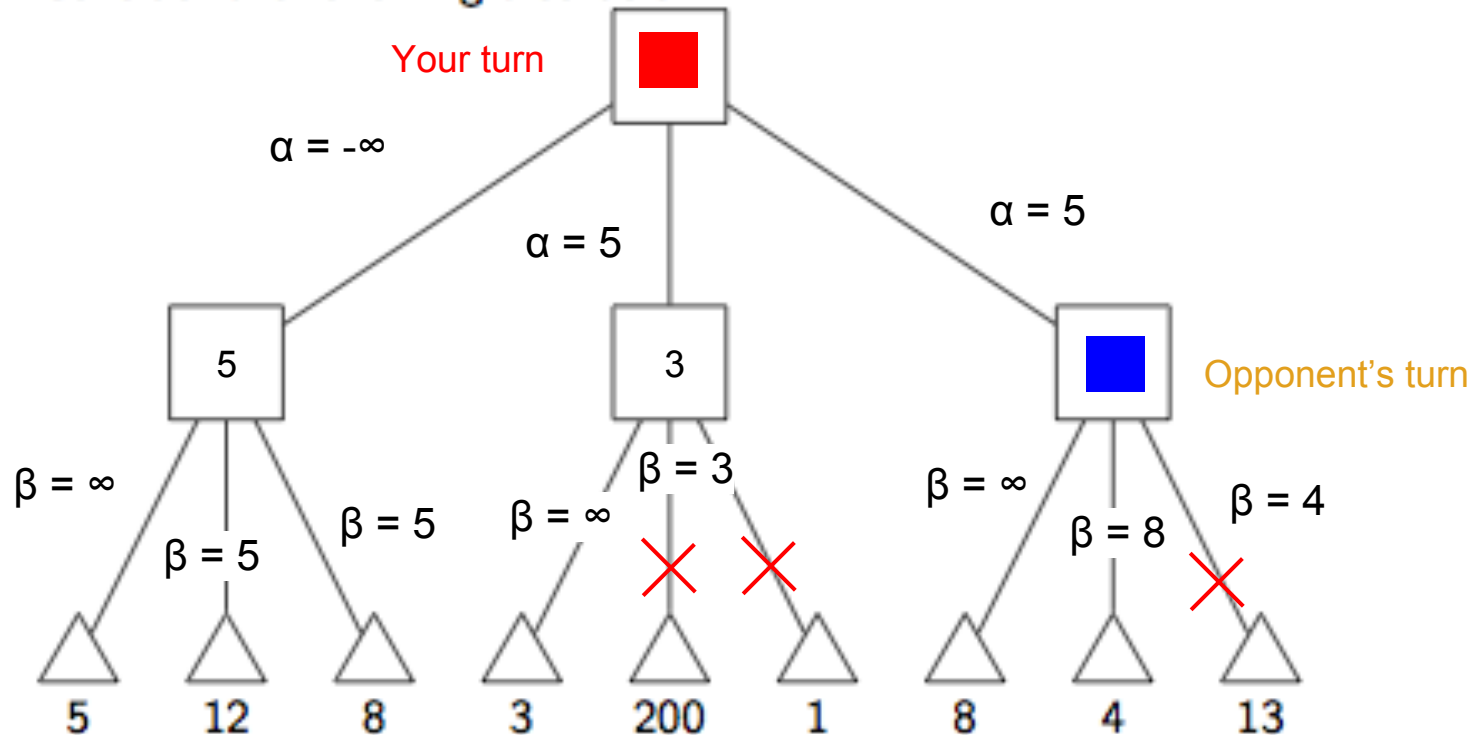 Your turn
α = -∞
α = 5
α = 5
5
3
Opponent's turn
β = ∞
β = 5
β = 5
β = ∞
β = 3
β = ∞
β = 8
β = 4
5 12 8 3 200 1 8 4 13